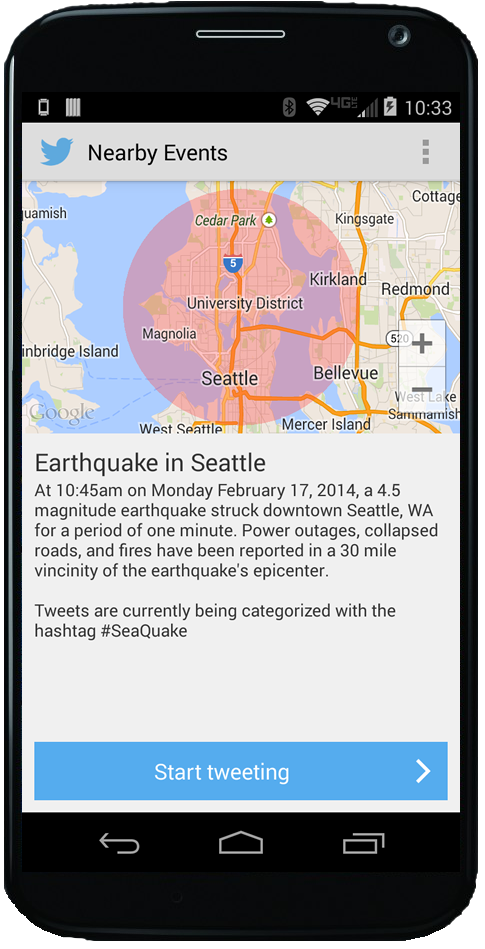 4G LTE 10:33
Nearby Events
Cottage
quamish
Cedar Park
Kingsgate
5
Kirkland
Redmond
University District
Magnolia
520
+
inbridge Island
Seattle
Bellevue
−
West Lake
Sammamish
Google
West Seattle
Mercer Island
Earthquake in Seattle
At 10:45am on Monday February 17, 2014, a 4.5
magnitude earthquake struck downtown Seattle, WA
for a period of one minute. Power outages, collapsed
roads, and fires have been reported in a 30 mile
vincinity of the earthquake's epicenter.
Tweets are currently being categorized with the
hashtag #SeaQuake
Start tweeting